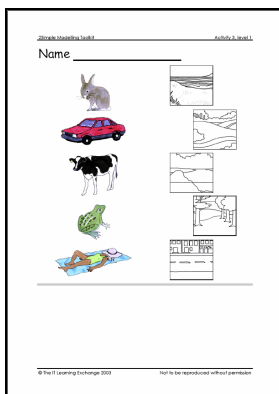 2Simple Modelling Toolkit Activity 3, level 1
Name
© The IT Learning Exchange 2003 Not to be reproduced without permission